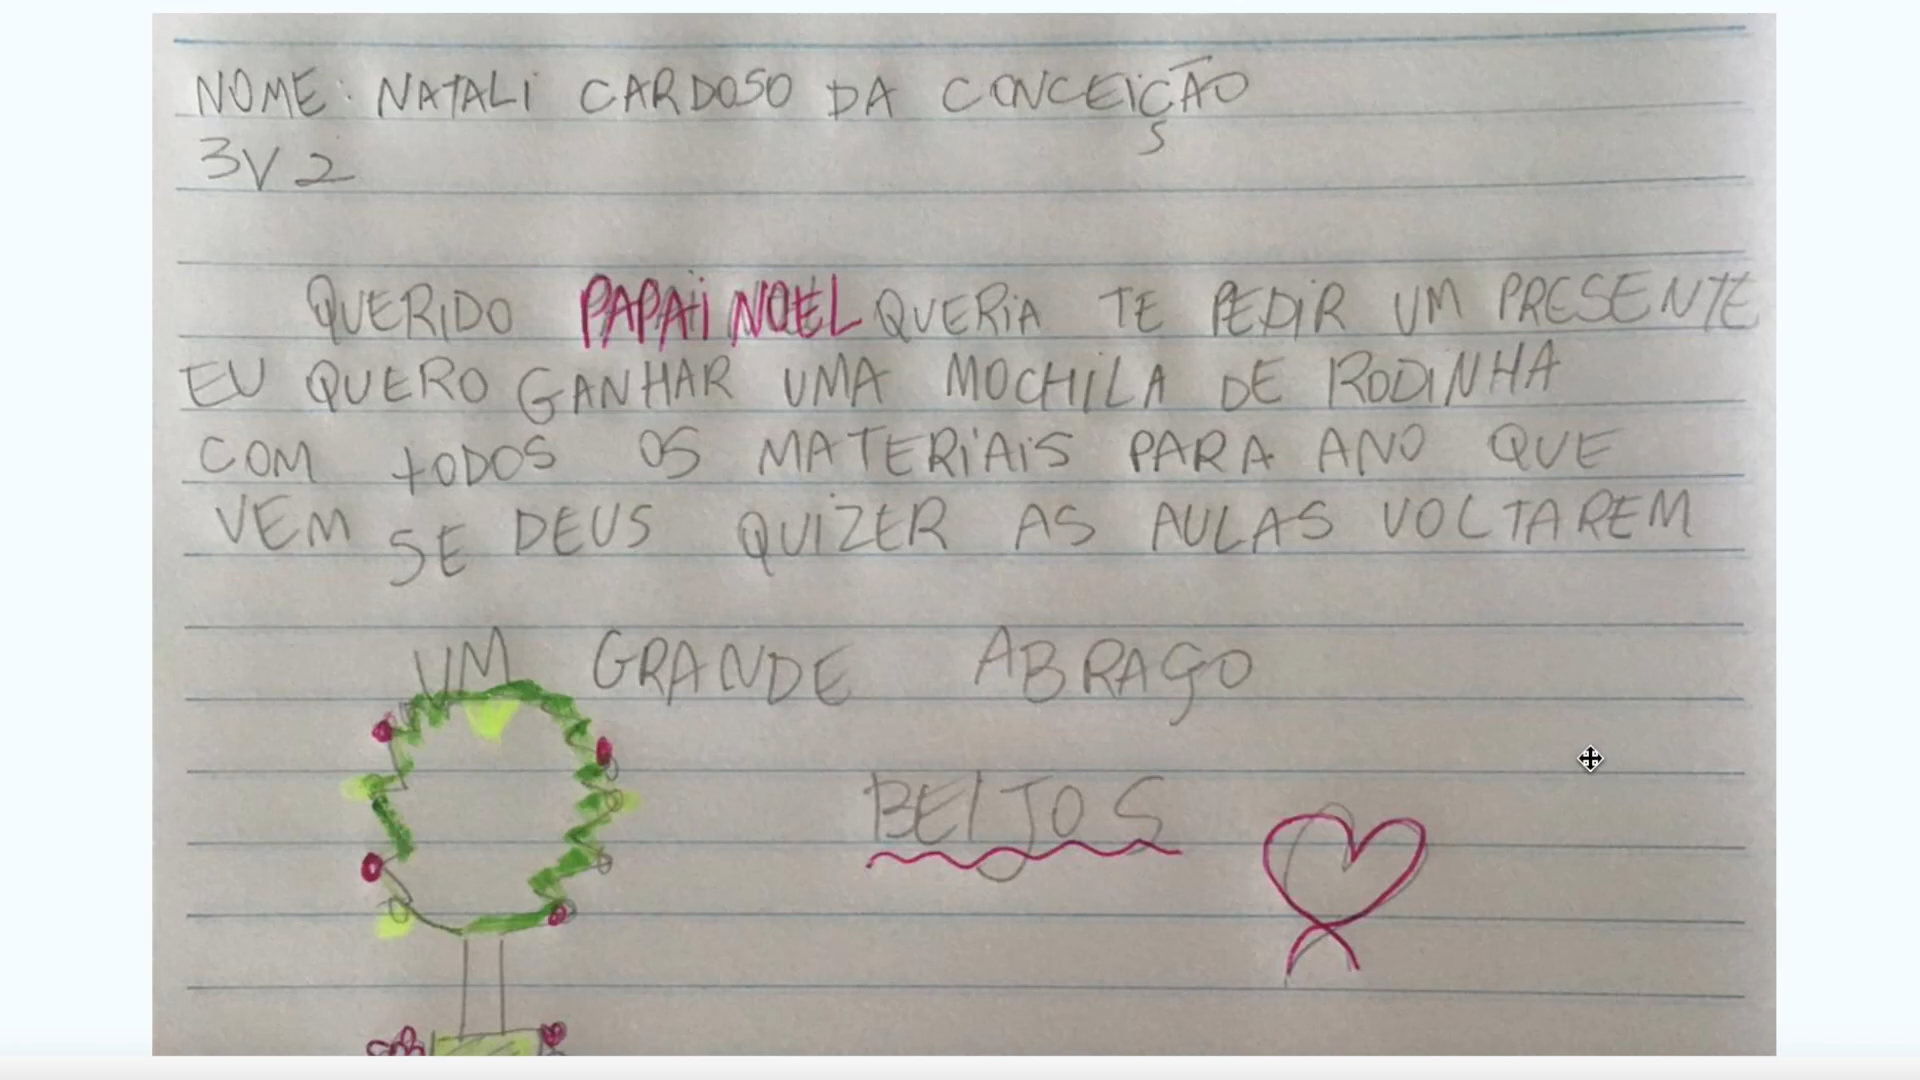 NOME: NATALI CARDOSO DA CONCEIÇÃO
3V2
QUERIDO PAPAI NOEL QUERIA TE PEDIR UM PRESENTE
EU QUERO GANHAR UMA MOCHILA DE RODINHA
COM TODOS OS MATERIAIS PARA ANO QUE
VEM SE DEUS QUIZER AS AULAS VOLTAREM
UM GRANDE ABRAÇO
BEIJOS